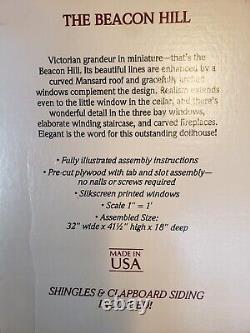 THE BEACON HILL
Victorian grandeur in miniature—that's the
Beacon Hill. Its beautiful lines are enhanced by a
curved Mansard roof and gracefully arched
windows complement the design. Realism extends
even to the little window in the cellar, and there's
wonderful detail in the three bay windows,
elaborate winding staircase, and carved fireplaces.
Elegant is the word for this outstanding dollhouse!
• Fully illustrated assembly instructions
• Pre-cut plywood with tab and slot assembly—
no nails or screws required
• Silkscreen printed windows
• Scale 1" = 1'
• Assembled Size:
32" wide x 41½" high x 18" deep
MADE IN
USA
SHINGLES & CLAPBOARD SIDING